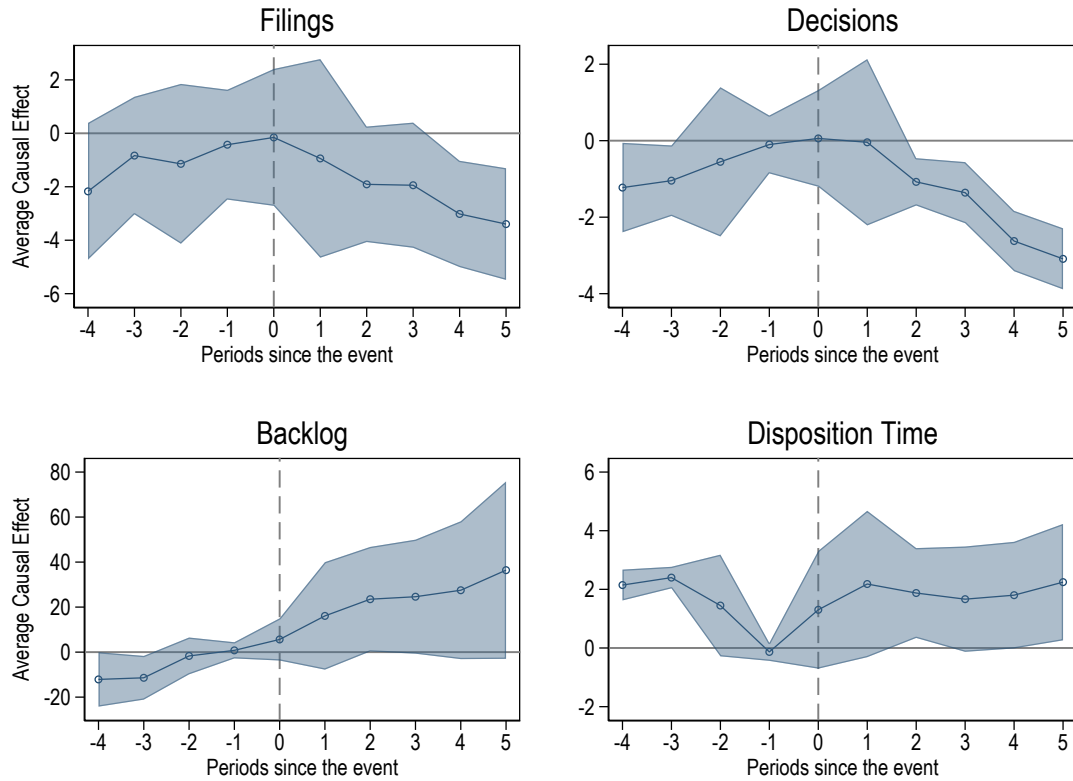 Filings
Average Causal Effect
2
0
-2
-4
-6
-4 -3 -2 -1 0 1 2 3 4 5
Periods since the event
Decisions
2
0
-2
-4
-4 -3 -2 -1 0 1 2 3 4 5
Periods since the event
Backlog
Average Causal Effect
80
60
40
20
0
-20
-4 -3 -2 -1 0 1 2 3 4 5
Periods since the event
Disposition Time
6
4
2
0
-2
-4 -3 -2 -1 0 1 2 3 4 5
Periods since the event